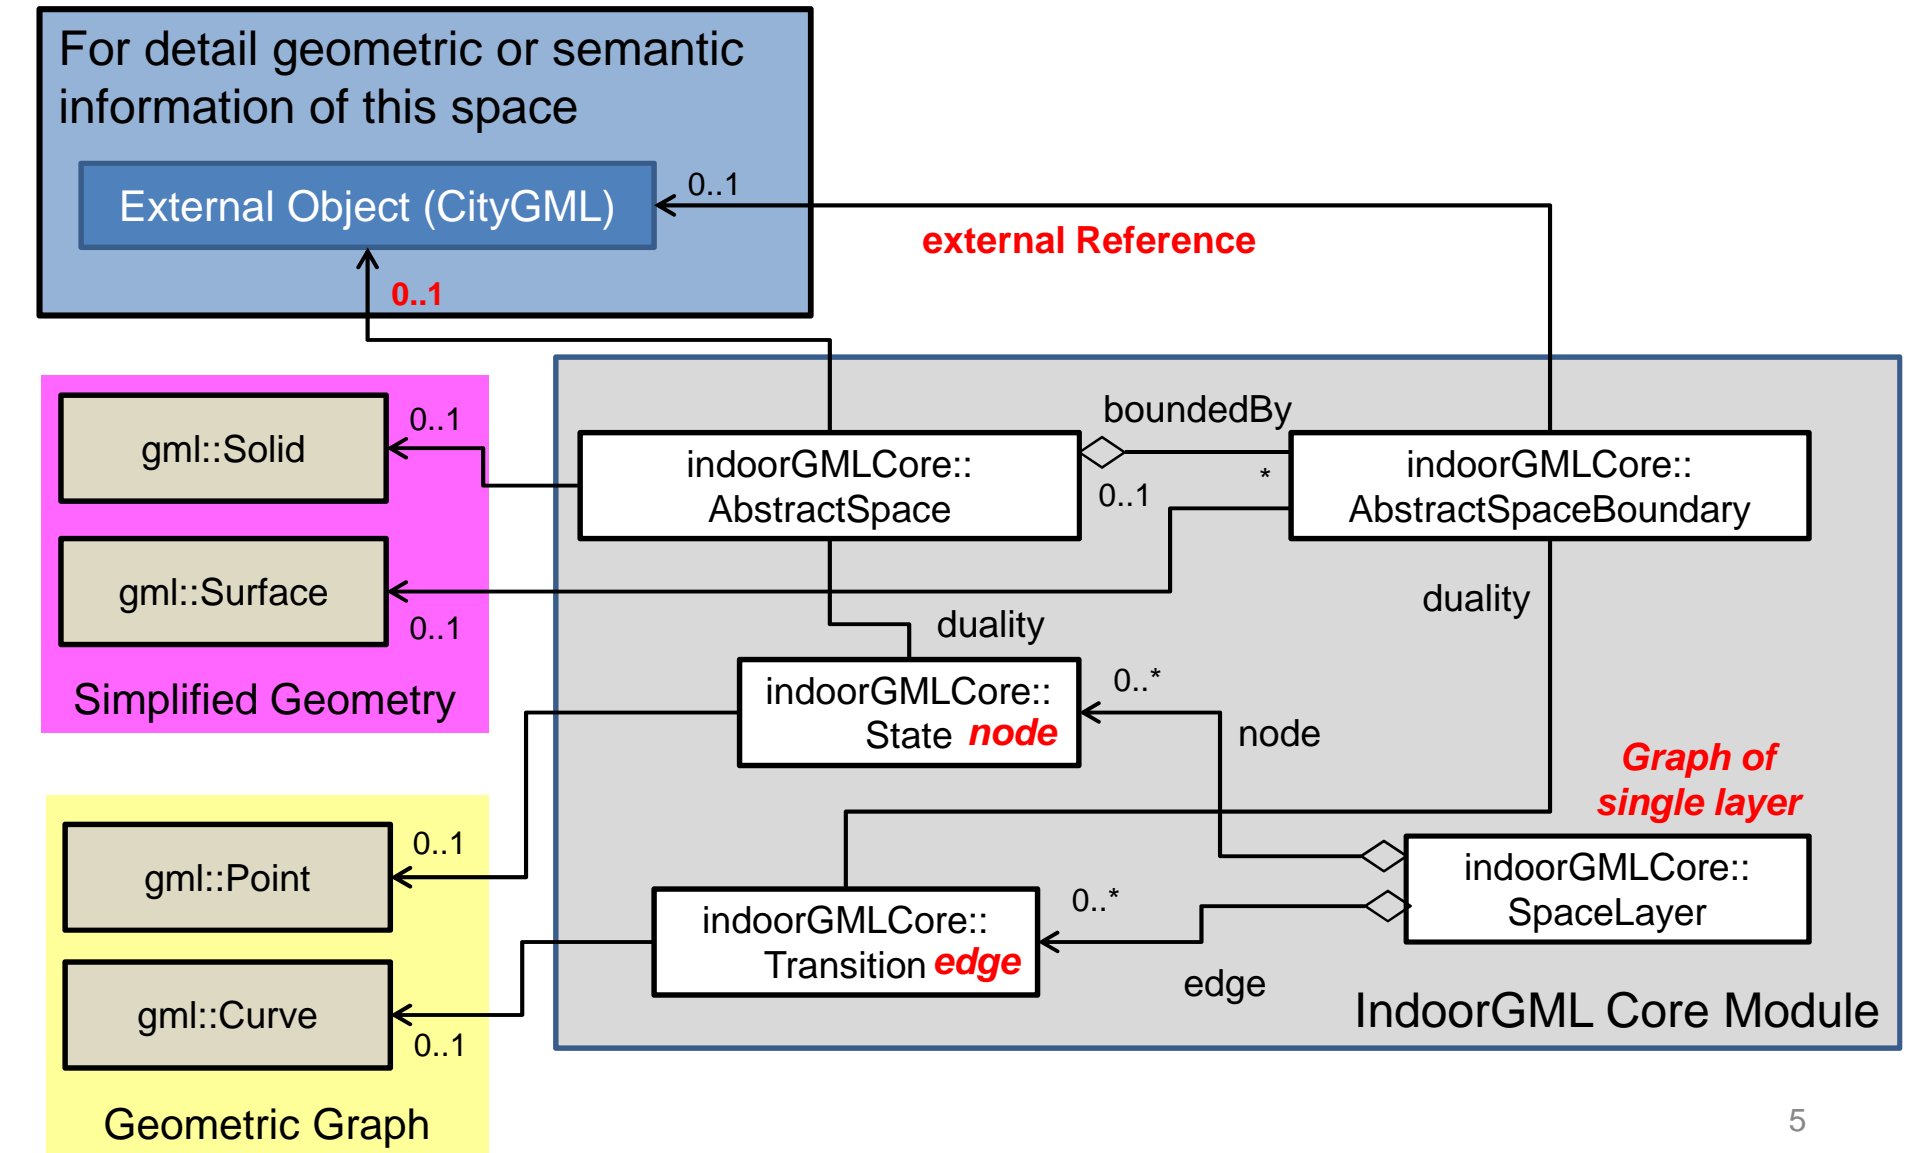 For detail geometric or semantic
information of this space
External Object (CityGML)
0..1
external Reference
0..1
gml::Solid
0..1
gml::Surface
0..1
Simplified Geometry
boundedBy
indoorGMLCore::
AbstractSpace
0..1
*
indoorGMLCore::
AbstractSpaceBoundary
duality
duality
indoorGMLCore::
State node
0..*
node
Graph of
single layer
gml::Point
0..1
gml::Curve
0..1
Geometric Graph
indoorGMLCore::
Transition edge
0..*
edge
indoorGMLCore::
SpaceLayer
IndoorGML Core Module
5